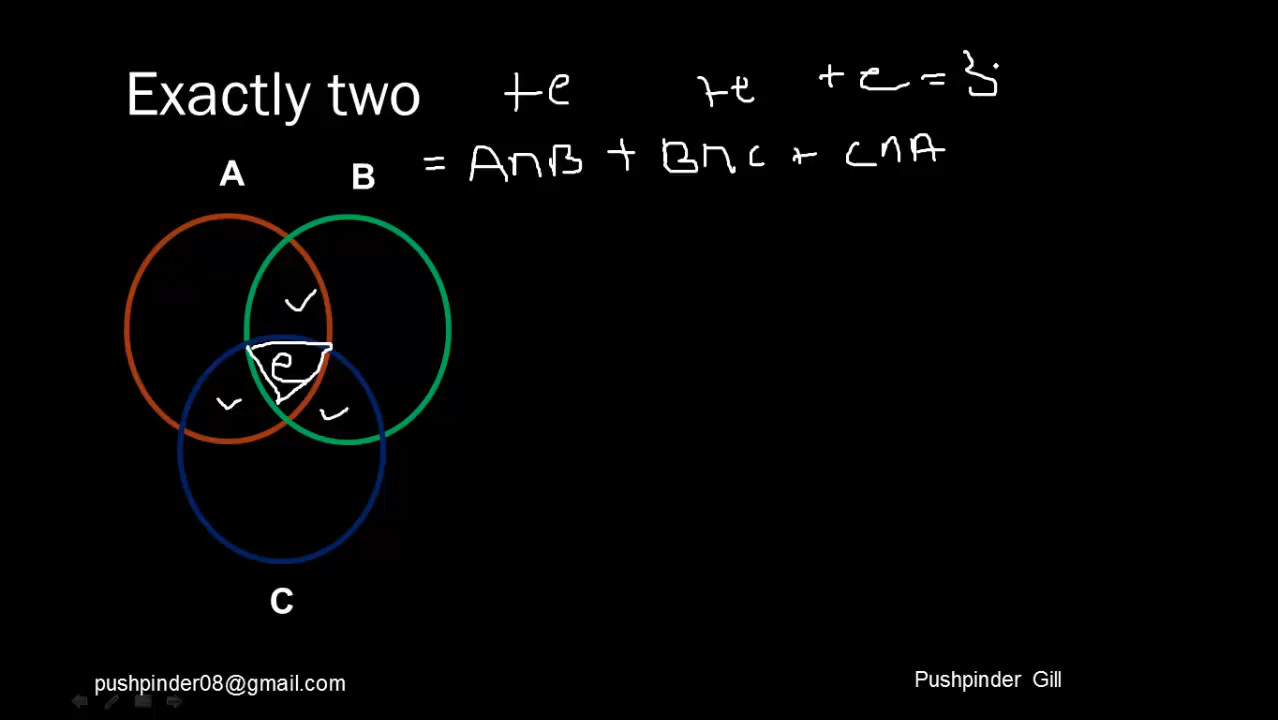 Exactly two +e +e +e = 3
= A∩B + B∩C + C∩A
A B
e
C
pushpinder08@gmail.com Pushpinder Gill